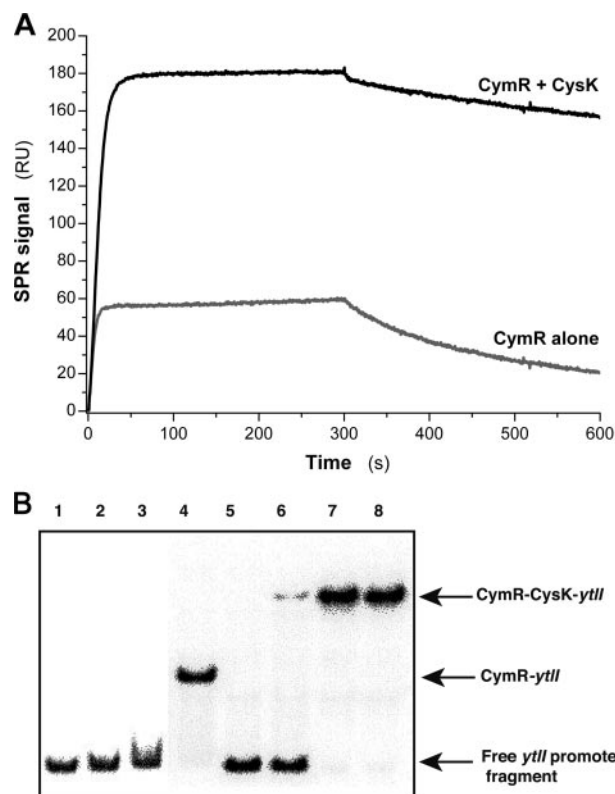 A
SPR signal (RU)
200
180
160
140
120
100
80
60
40
20
0
CymR + CysK
CymR alone
0 100 200 300 400 500 600
Time (s)
B
1 2 3 4 5 6 7 8
CymR-CysK-ytlI
CymR-ytlI
Free ytlI promote
fragment